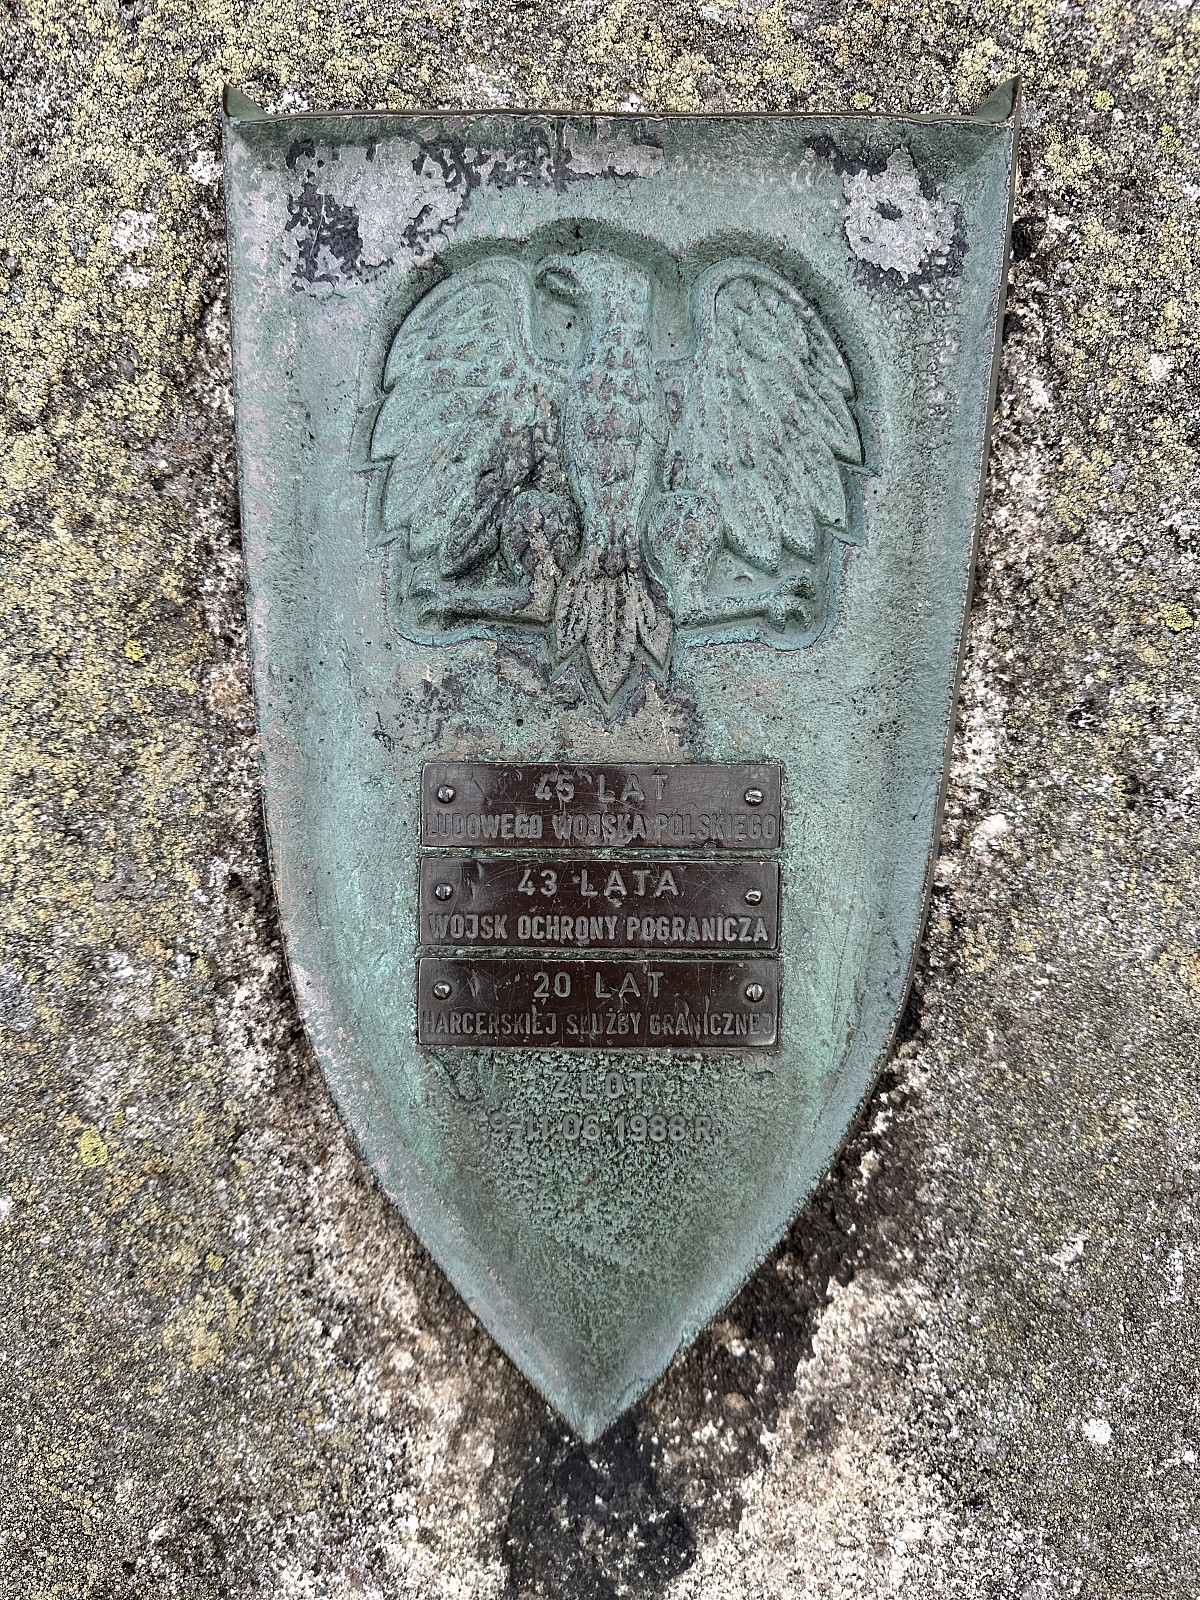 45 LAT
LUDOWEGO WOJSKA POLSKIEGO
43 LATA
WOJSK OCHRONY POGRANICZA
20 LAT
HARCERSKIEJ SŁUŻBY GRANICZNEJ
ZLOT
9-11.06.1988 R.